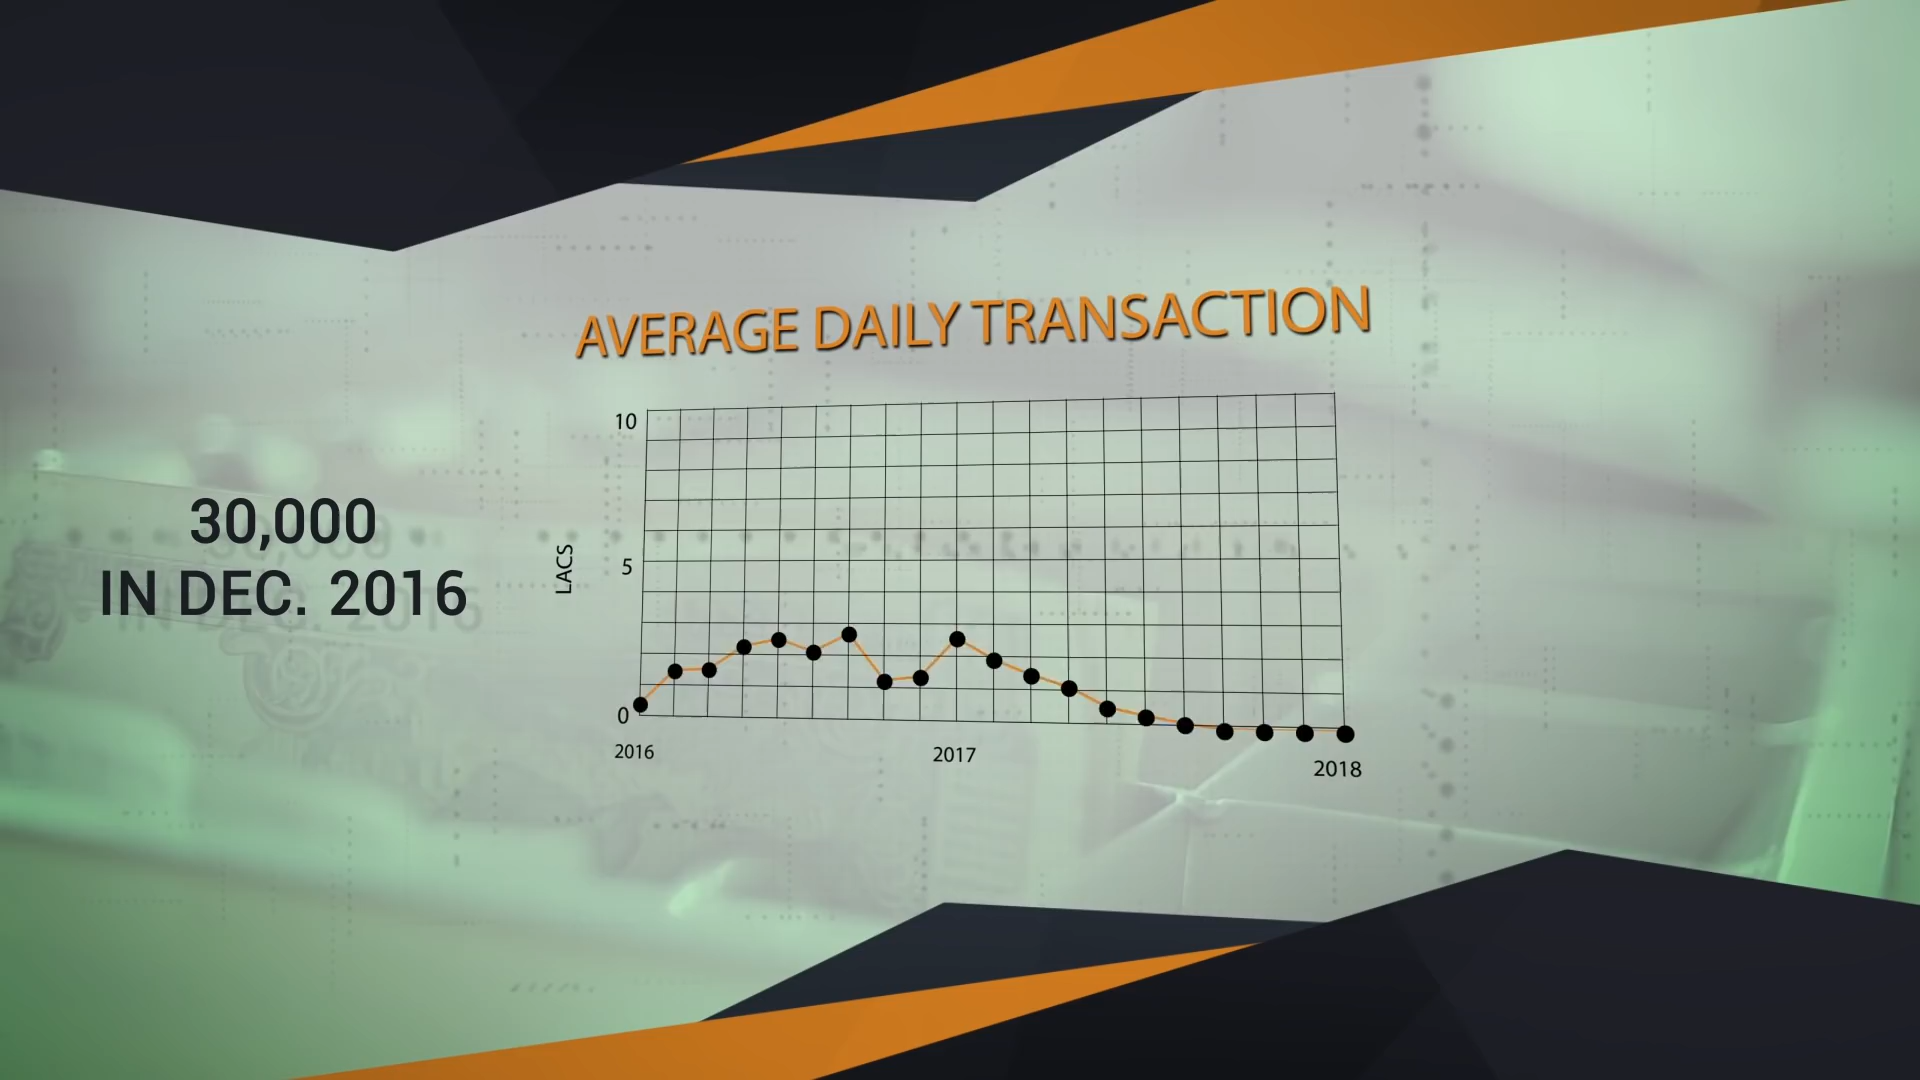 AVERAGE DAILY TRANSACTION
30,000
IN DEC. 2016
LACS
10
5
0
2016
2017
2018